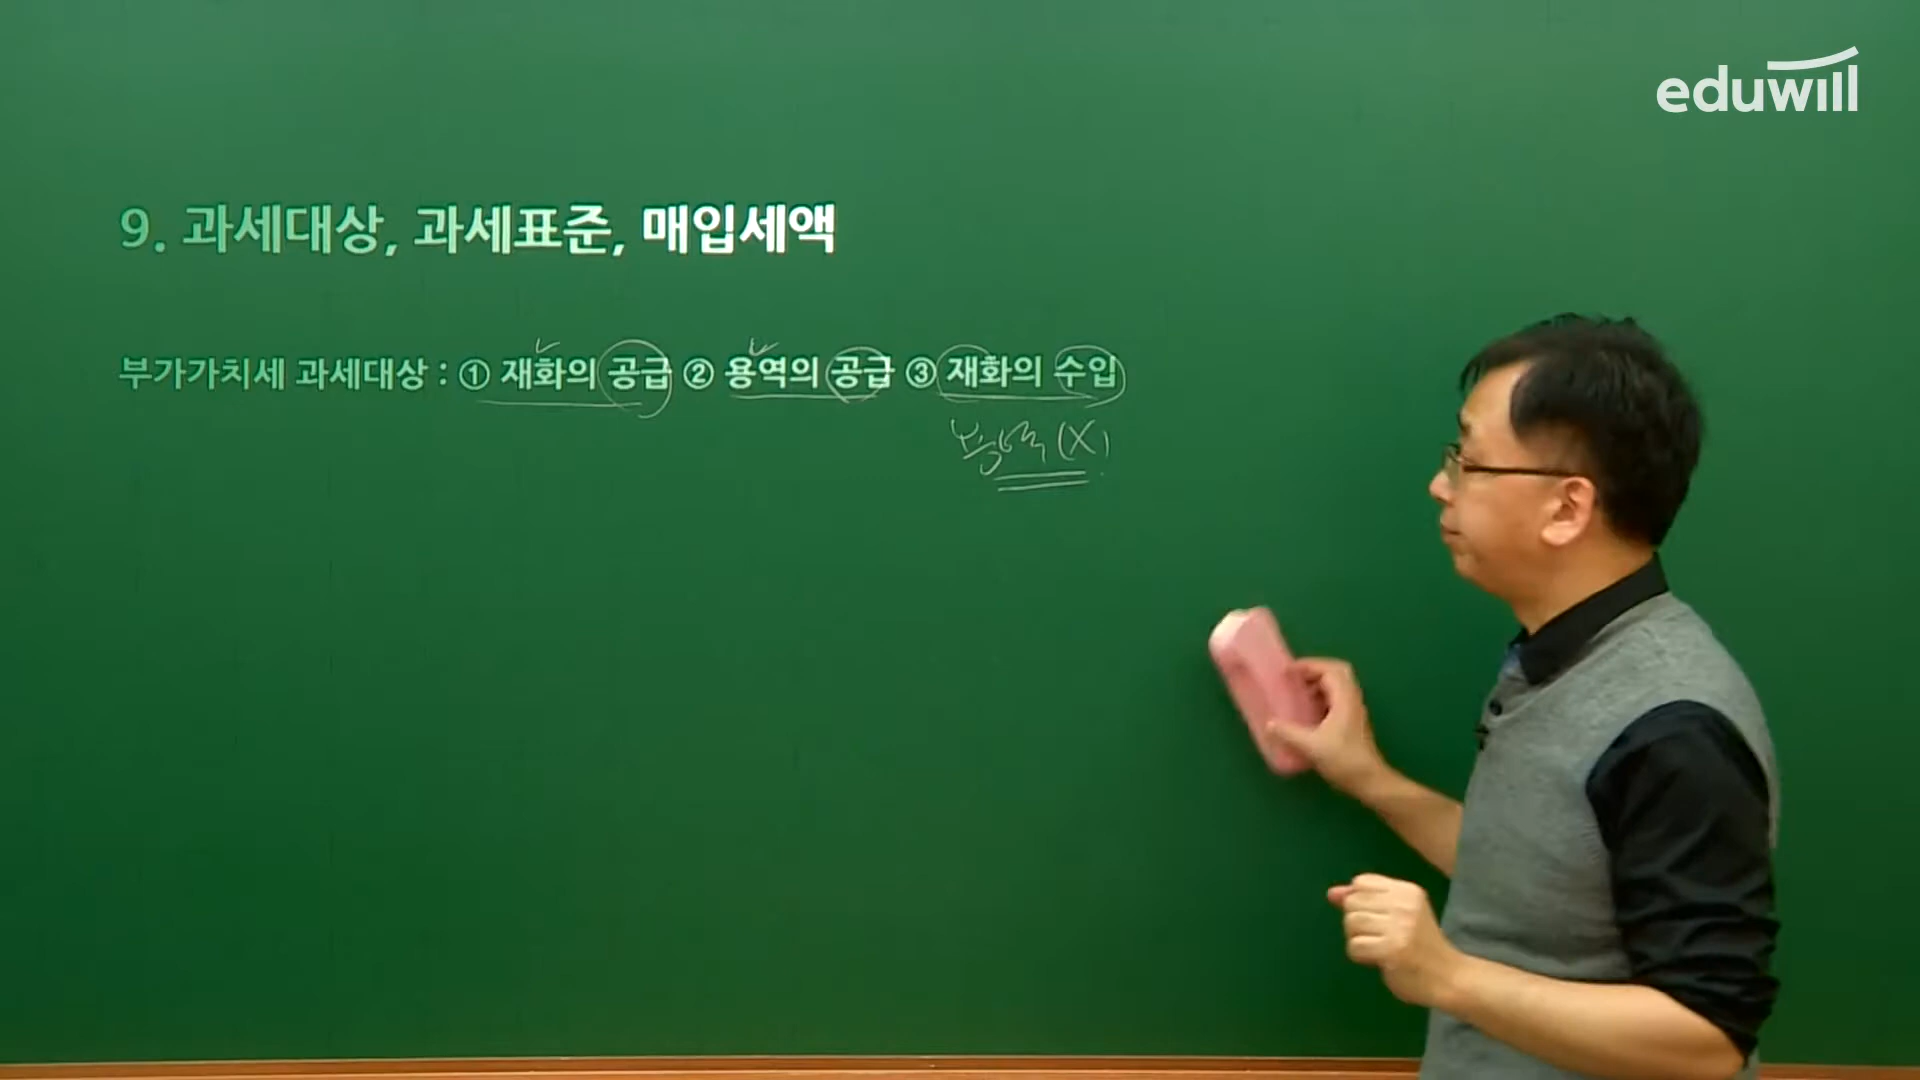 eduwill
9. 과세대상, 과세표준, 매입세액
부가가치세 과세대상 : ① 재화의 공급 ② 용역의 공급 ③ 재화의 수입
(X)